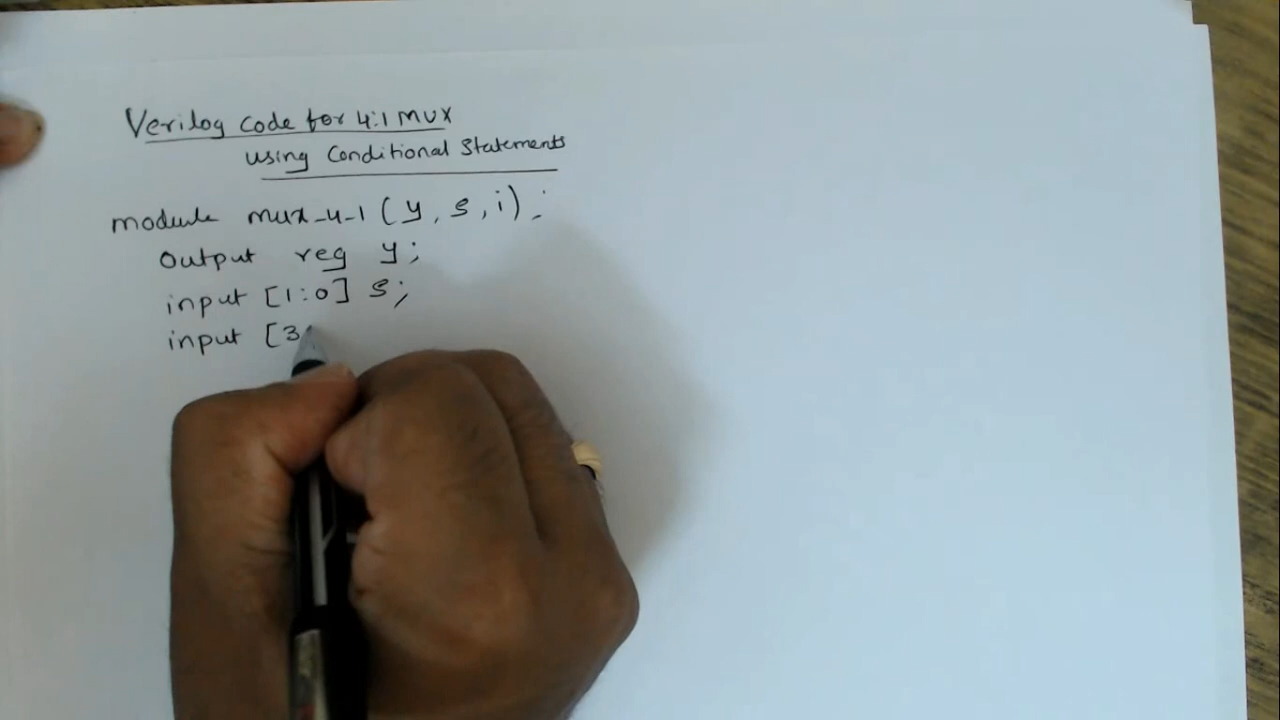 Verilog code for 4:1 MUX
using Conditional Statements
module mux_4_1 ( y, s, i) ;
output reg y;
input [1:0] s;
input [3